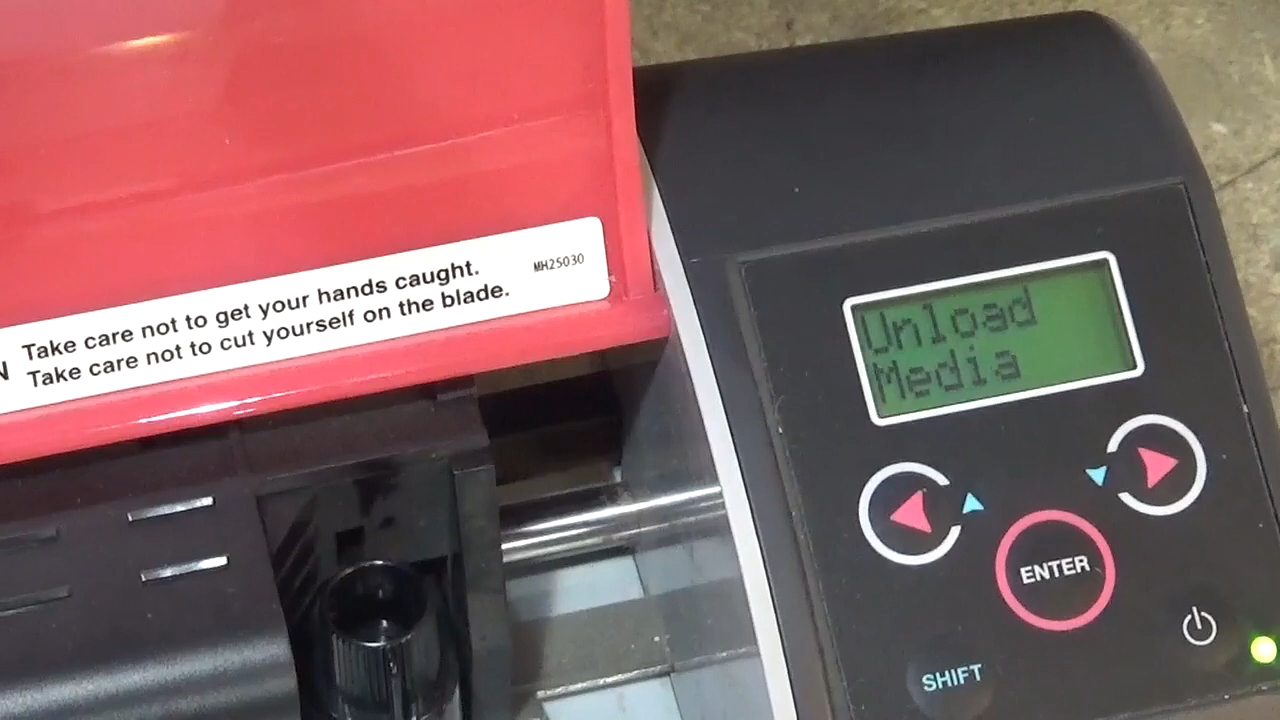 Take care not to get your hands caught.
Take care not to cut yourself on the blade.
MH25030
Unload
Media
ENTER
SHIFT